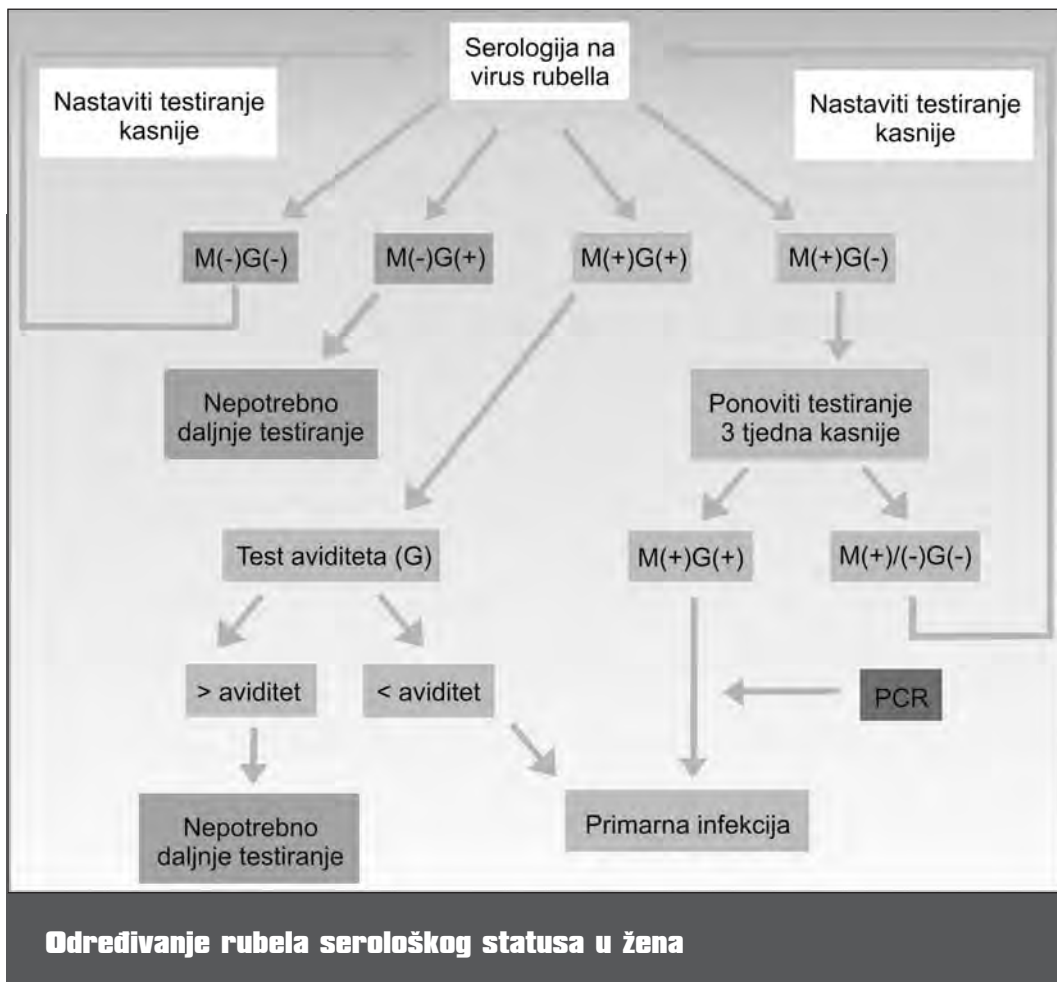 Serologija na
virus rubella
Nastaviti testiranje
kasnije
Nastaviti testiranje
kasnije
M(-)G(-)
M(-)G(+)
M(+)G(+)
M(+)G(-)
Nepotrebno
daljnje testiranje
Ponoviti testiranje
3 tjedna kasnije
Test aviditeta (G)
M(+)G(+)
M(+)/(-)G(-)
> aviditet
< aviditet
PCR
Nepotrebno
daljnje testiranje
Primarna infekcija
Određivanje rubela serološkog statusa u žena